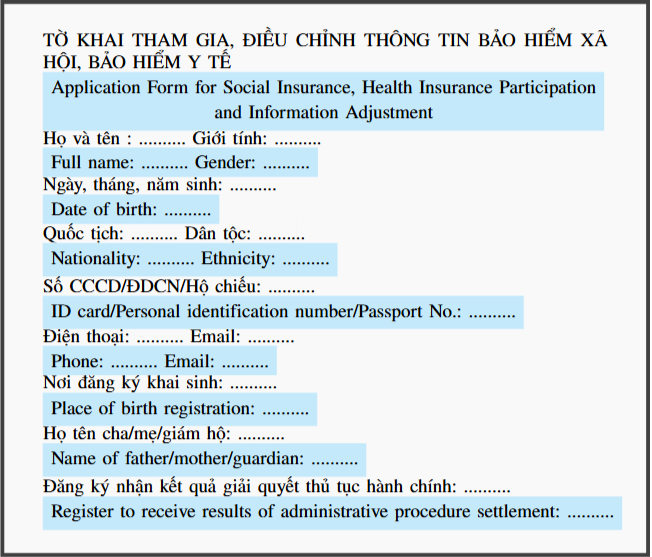 TỜ KHAI THAM GIA, ĐIỀU CHỈNH THÔNG TIN BẢO HIỂM XÃ
HỘI, BẢO HIỂM Y TẾ
Application Form for Social Insurance, Health Insurance Participation
and Information Adjustment
Họ và tên : .......... Giới tính: ..........
Full name: .......... Gender: ..........
Ngày, tháng, năm sinh: ..........
Date of birth: ..........
Quốc tịch: .......... Dân tộc: ..........
Nationality: .......... Ethnicity: ..........
Số CCCD/ĐDCN/Hộ chiếu: ..........
ID card/Personal identification number/Passport No.: ..........
Điện thoại: .......... Email: ..........
Phone: .......... Email: ..........
Nơi đăng ký khai sinh: ..........
Place of birth registration: ..........
Họ tên cha/mẹ/giám hộ: ..........
Name of father/mother/guardian: ..........
Đăng ký nhận kết quả giải quyết thủ tục hành chính: ..........
Register to receive results of administrative procedure settlement: ..........